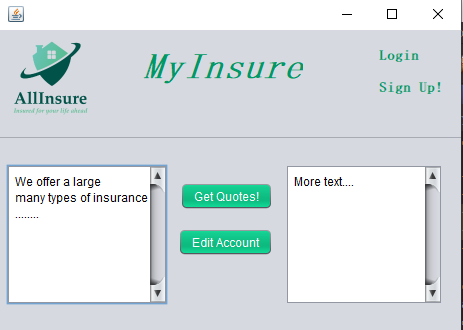 AllInsure
Insured for your life ahead
MyInsure
Login
Sign Up!
We offer a large
many types of insurance
........
Get Quotes!
Edit Account
More text....